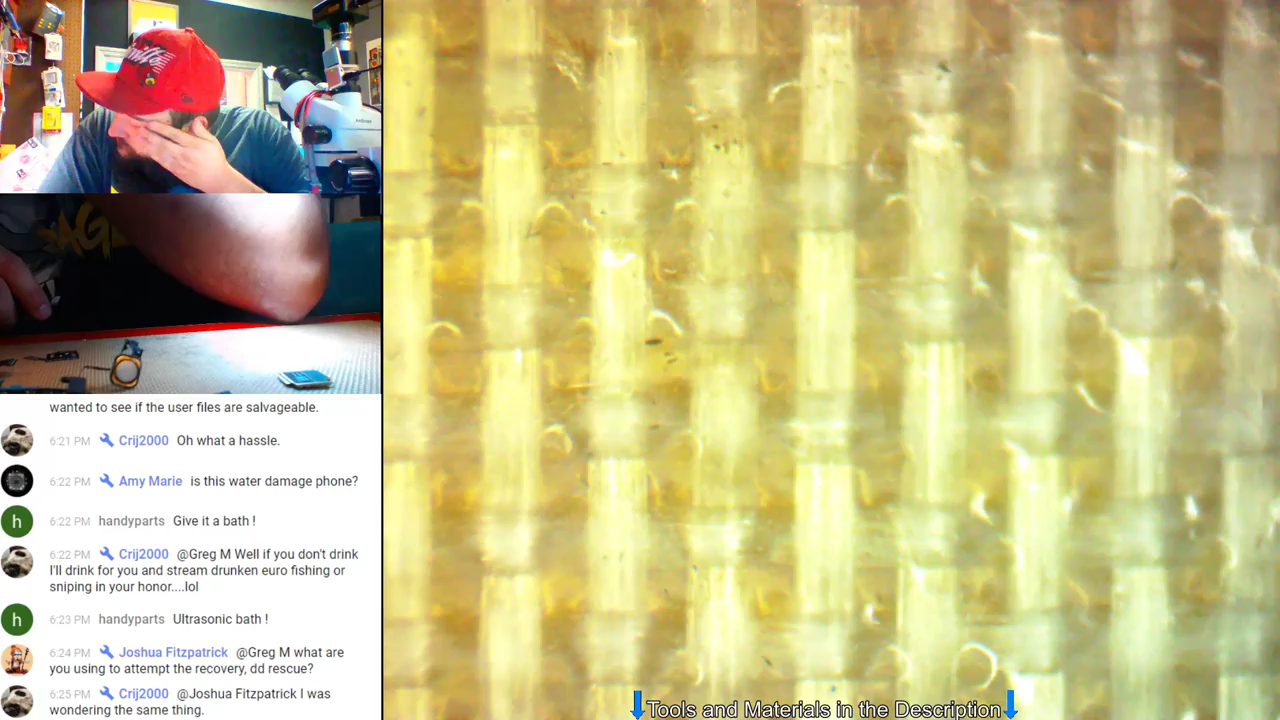 wanted to see if the user files are salvageable.
6:21 PM Crij2000 Oh what a hassle.
6:22 PM Amy Marie is this water damage phone?
h
6:22 PM handyparts Give it a bath !
6:22 PM Crij2000 @Greg M Well if you don't drink
I'll drink for you and stream drunken euro fishing or
sniping in your honor....lol
h
6:23 PM handyparts Ultrasonic bath !
6:24 PM Joshua Fitzpatrick @Greg M what are
you using to attempt the recovery, dd rescue?
6:25 PM Crij2000 @Joshua Fitzpatrick I was
wondering the same thing.
Tools and Materials in the Description